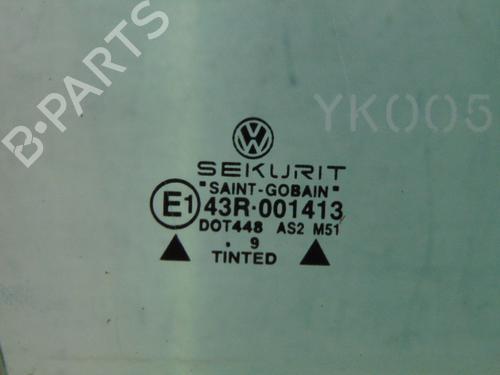 B·PARTS
YK005
SEKURIT
"SAINT-GOBAIN"
E1 43R·001413
DOT448 AS2 M51
. 9
TINTED